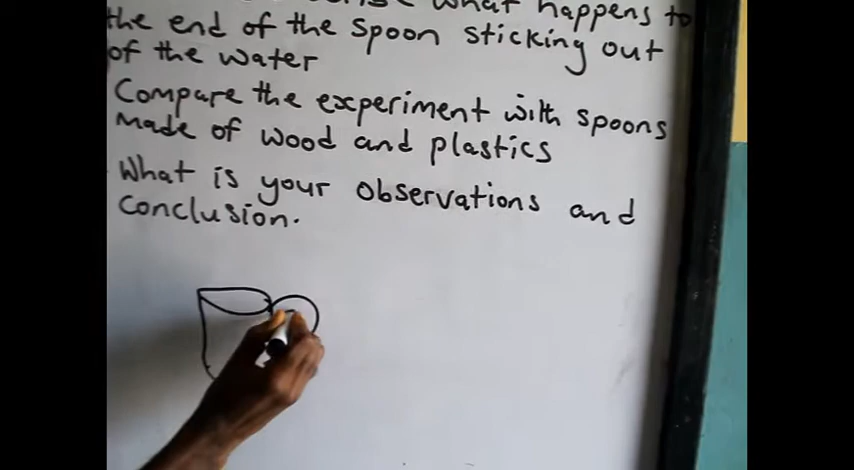 what happens to
the end of the spoon sticking out
of the water
Compare the experiment with spoons
made of wood and plastics
What is your observations and
Conclusion.